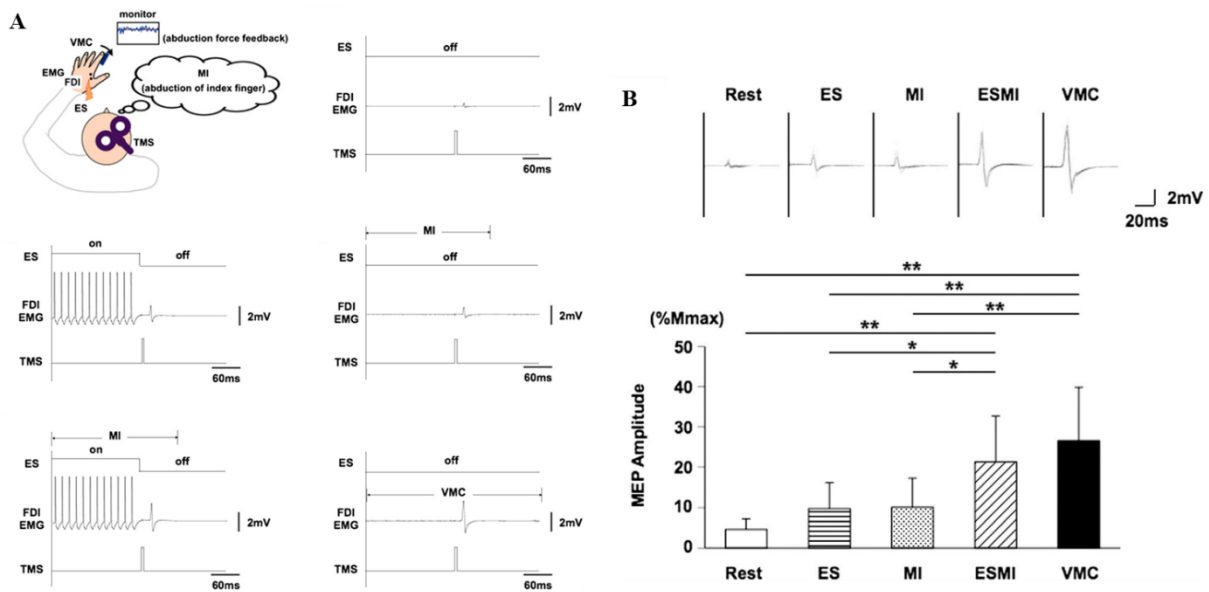 A
monitor
(abduction force feedback)
VMC
EMG
FDI
ES
MI
(abduction of index finger)
TMS
ES
off
FDI
EMG
2mV
TMS
60ms
ES
on
off
FDI
EMG
2mV
TMS
60ms
MI
ES
off
FDI
EMG
2mV
TMS
60ms
MI
ES
on
off
FDI
EMG
2mV
TMS
60ms
ES
off
VMC
FDI
EMG
2mV
TMS
60ms
B
Rest ES MI ESMI VMC
2mV
20ms
**
**
**
**
*
*
(%Mmax)
50
40
30
20
10
0
MEP Amplitude
Rest ES MI ESMI VMC